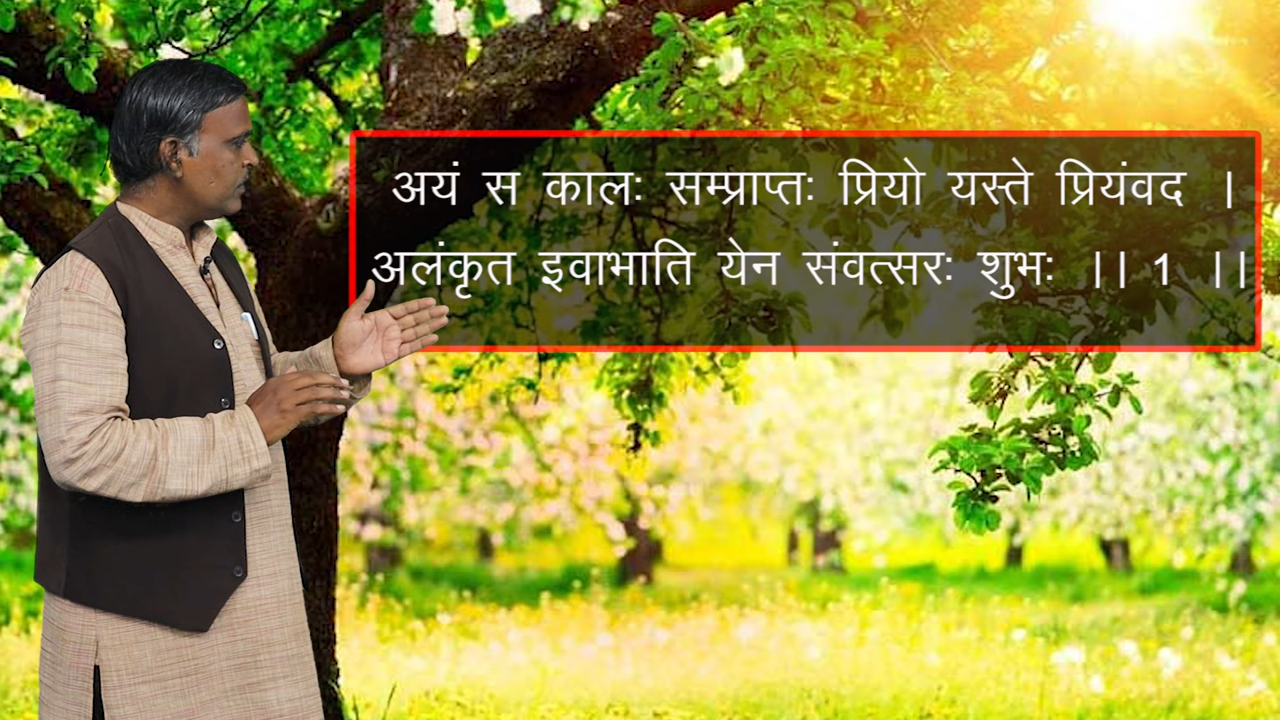 अयं स कालः सम्प्राप्तः प्रियो यस्ते प्रियंवद ।
अलंकृत इवाभाति येन संवत्सरः शुभः ।। 1 ।।